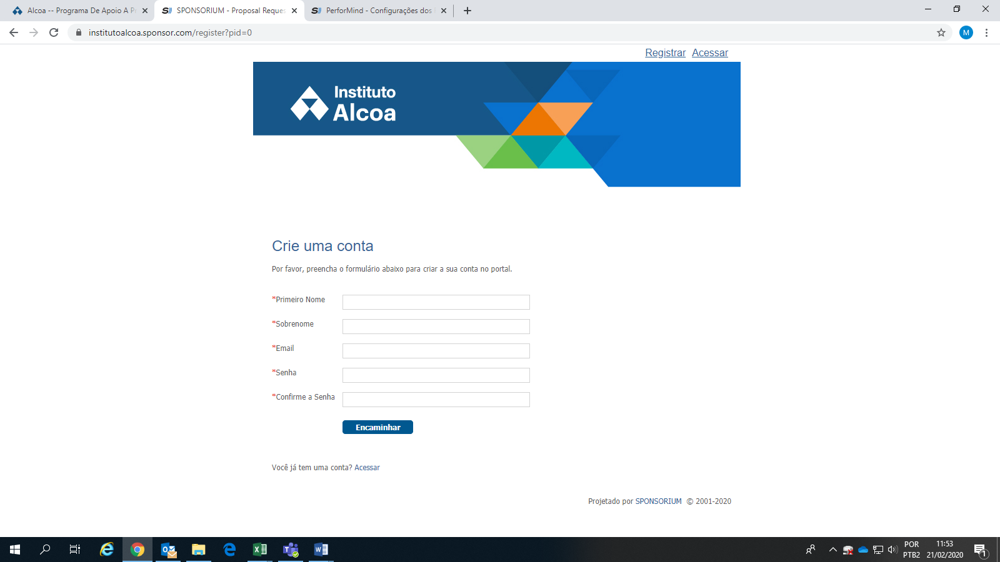 Alcoa -- Programa De Apoio A Pr
SPONSORIUM - Proposal Reques
PerforMind - Configurações dos
institutoalcoa.sponsor.com/register?pid=0
M
Registrar Acessar
Instituto
Alcoa
Crie uma conta
Por favor, preencha o formulário abaixo para criar a sua conta no portal.
*Primeiro Nome
*Sobrenome
*Email
*Senha
*Confirme a Senha
Encaminhar
Você já tem uma conta? Acessar
Projetado por SPONSORIUM © 2001-2020
POR 11:53
PTB2 21/02/2020
1